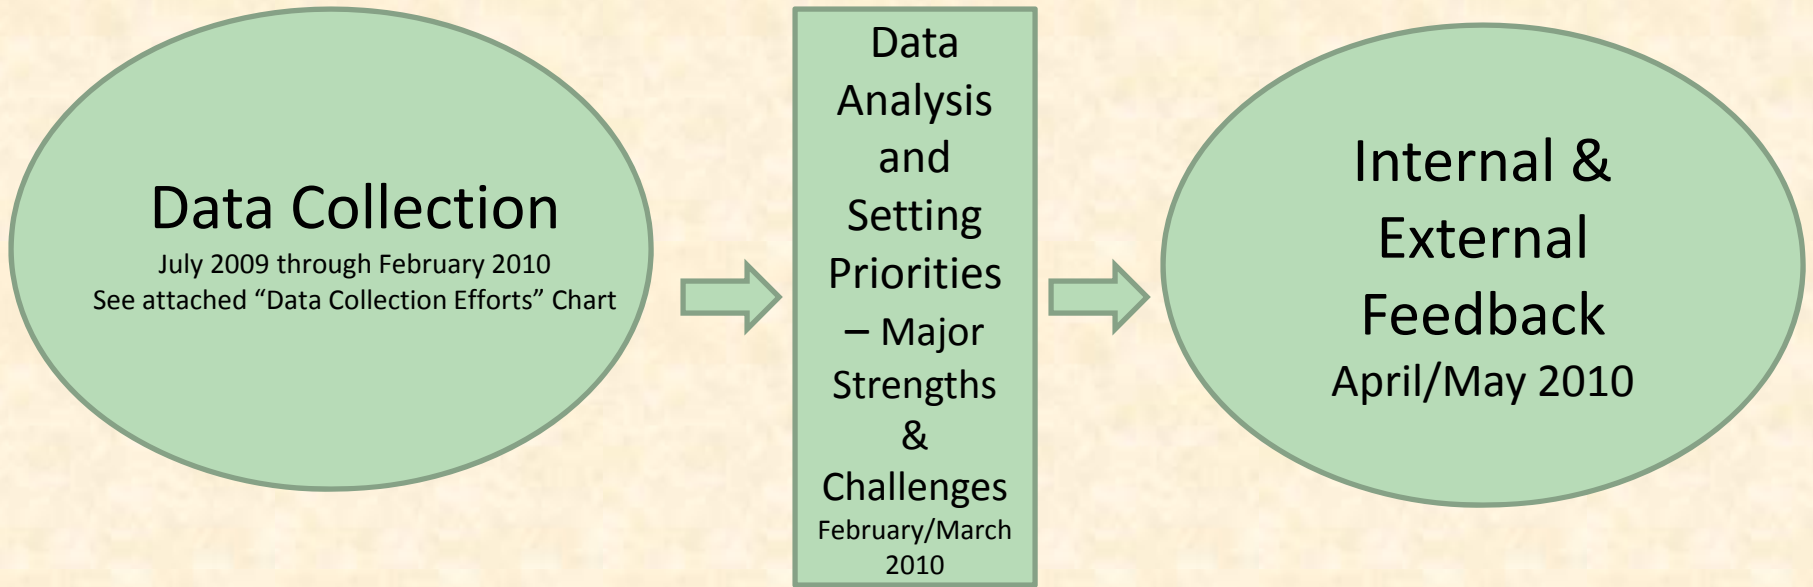 Data Collection
July 2009 through February 2010
See attached “Data Collection Efforts” Chart
Data
Analysis
and
Setting
Priorities
– Major
Strengths
&
Challenges
February/March
2010
Internal &
External
Feedback
April/May 2010